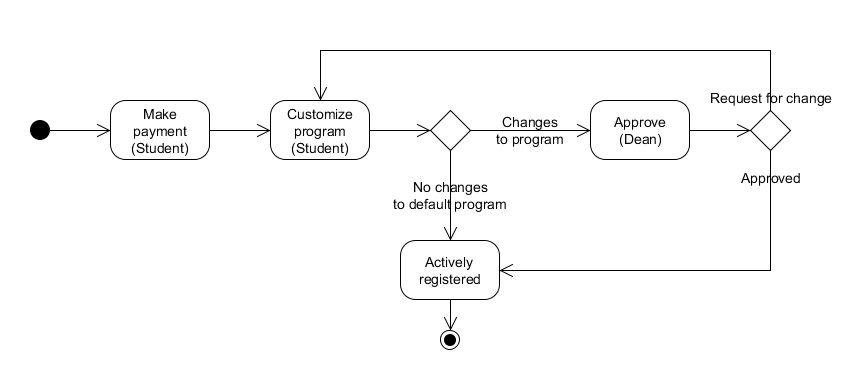 Request for change
Make
payment
(Student)
Customize
program
(Student)
Changes
to program
Approve
(Dean)
Approved
No changes
to default program
Actively
registered